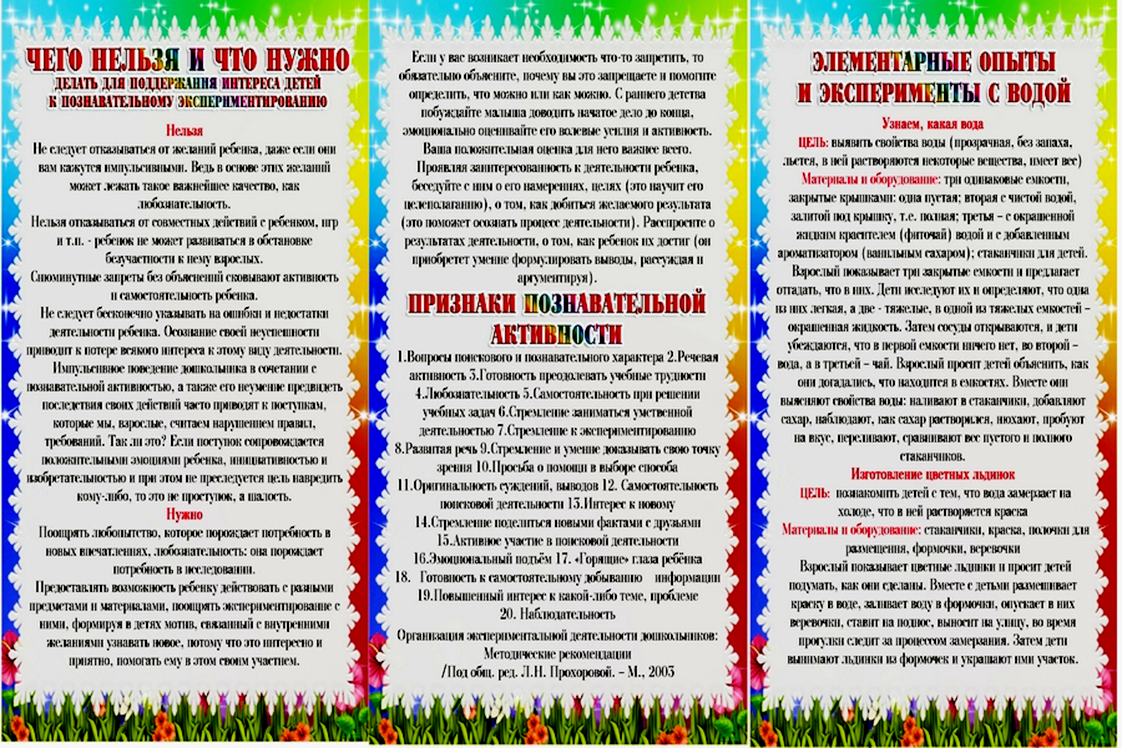 ЧЕГО НЕЛЬЗЯ И ЧТО НУЖНО
ДЕЛАТЬ ДЛЯ ПОДДЕРЖАНИЯ ИНТЕРЕСА ДЕТЕЙ
К ПОЗНАВАТЕЛЬНОМУ ЭКСПЕРИМЕНТИРОВАНИЮ
Нельзя
Не следует отказываться от желаний ребенка, даже если они
вам кажутся импульсивными. Ведь в основе этих желаний
может лежать такое важнейшее качество, как
любознательность.
Нельзя отказываться от совместных действий с ребенком, игр
и т.п. - ребенок не может развиваться в обстановке
безучастности к нему взрослых.
Сиюминутные запреты без объяснений сковывают активность
и самостоятельность ребенка.
Не следует бесконечно указывать на ошибки и недостатки
деятельности ребенка. Осознание своей неуспешности
приводит к потере всякого интереса к этому виду деятельности.
Импульсивное поведение дошкольника в сочетании с
познавательной активностью, а также его неумение предвидеть
последствия своих действий часто приводят к поступкам,
которые мы, взрослые, считаем нарушением правил,
требований. Так ли это? Если поступок сопровождается
положительными эмоциями ребенка, инициативностью и
изобретательностью и при этом не преследуется цель навредить
кому-либо, то это не проступок, а шалость.
Нужно
Поощрять любопытство, которое порождает потребность в
новых впечатлениях, любознательность: она порождает
потребность в исследовании.
Предоставлять возможность ребенку действовать с разными
предметами и материалами, поощрять экспериментирование с
ними, формируя в детях мотив, связанный с внутренними
желаниями узнавать новое, потому что это интересно и
приятно, помогать ему в этом своим участием.
Если у вас возникает необходимость что-то запретить, то
обязательно объясните, почему вы это запрещаете и помогите
определить, что можно или как можно. С раннего детства
побуждайте малыша доводить начатое дело до конца,
эмоционально оценивайте его волевые усилия и активность.
Ваша положительная оценка для него важнее всего.
Проявляя заинтересованность к деятельности ребенка,
беседуйте с ним о его намерениях, целях (это научит его
целеполаганию), о том, как добиться желаемого результата
(это поможет осознать процесс деятельности). Расспросите о
результатах деятельности, о том, как ребенок их достиг (он
приобретет умение формулировать выводы, рассуждая и
аргументируя).
ПРИЗНАКИ ПОЗНАВАТЕЛЬНОЙ
АКТИВНОСТИ
1.Вопросы поискового и познавательного характера 2.Речевая
активность 3.Готовность преодолевать учебные трудности
4.Любознательность 5.Самостоятельность при решении
учебных задач 6.Стремление заниматься умственной
деятельностью 7.Стремление к экспериментированию
8.Развитая речь 9.Стремление и умение доказывать свою точку
зрения 10.Просьба о помощи в выборе способа
11.Оригинальность суждений, выводов 12. Самостоятельность
поисковой деятельности 13.Интерес к новому
14.Стремление поделиться новыми фактами с друзьями
15.Активное участие в поисковой деятельности
16.Эмоциональный подъём 17. «Горящие» глаза ребёнка
18. Готовность к самостоятельному добыванию информации
19.Повышенный интерес к какой-либо теме, проблеме
20. Наблюдательность
Организация экспериментальной деятельности дошкольников:
Методические рекомендации
/Под общ. ред. Л.Н. Прохоровой. – М., 2003
ЭЛЕМЕНТАРНЫЕ ОПЫТЫ
И ЭКСПЕРИМЕНТЫ С ВОДОЙ
Узнаем, какая вода
ЦЕЛЬ: выявить свойства воды (прозрачная, без запаха,
льется, в ней растворяются некоторые вещества, имеет вес)
Материалы и оборудование: три одинаковые емкости,
закрытые крышками: одна пустая; вторая с чистой водой,
залитой под крышку, т.е. полная; третья – с окрашенной
жидким красителем (фиточай) водой и с добавленным
ароматизатором (ванильным сахаром); стаканчики для детей.
Взрослый показывает три закрытые емкости и предлагает
отгадать, что в них. Дети исследуют их и определяют, что одна
из них легкая, а две - тяжелые, в одной из тяжелых емкостей –
окрашенная жидкость. Затем сосуды открываются, и дети
убеждаются, что в первой емкости ничего нет, во второй –
вода, а в третьей – чай. Взрослый просит детей объяснить, как
они догадались, что находится в емкостях. Вместе они
выясняют свойства воды: наливают в стаканчики, добавляют
сахар, наблюдают, как сахар растворился, нюхают, пробуют
на вкус, переливают, сравнивают вес пустого и полного
стаканчиков.
Изготовление цветных льдинок
ЦЕЛЬ: познакомить детей с тем, что вода замерзает на
холоде, что в ней растворяется краска
Материалы и оборудование: стаканчики, краска, полочки для
размещения, формочки, веревочки
Взрослый показывает цветные льдинки и просит детей
подумать, как они сделаны. Вместе с детьми размешивает
краску в воде, заливает воду в формочки, опускает в них
веревочки, ставит на поднос, выносит на улицу, во время
прогулки следит за процессом замерзания. Затем дети
вынимают льдинки из формочек и украшают ими участок.